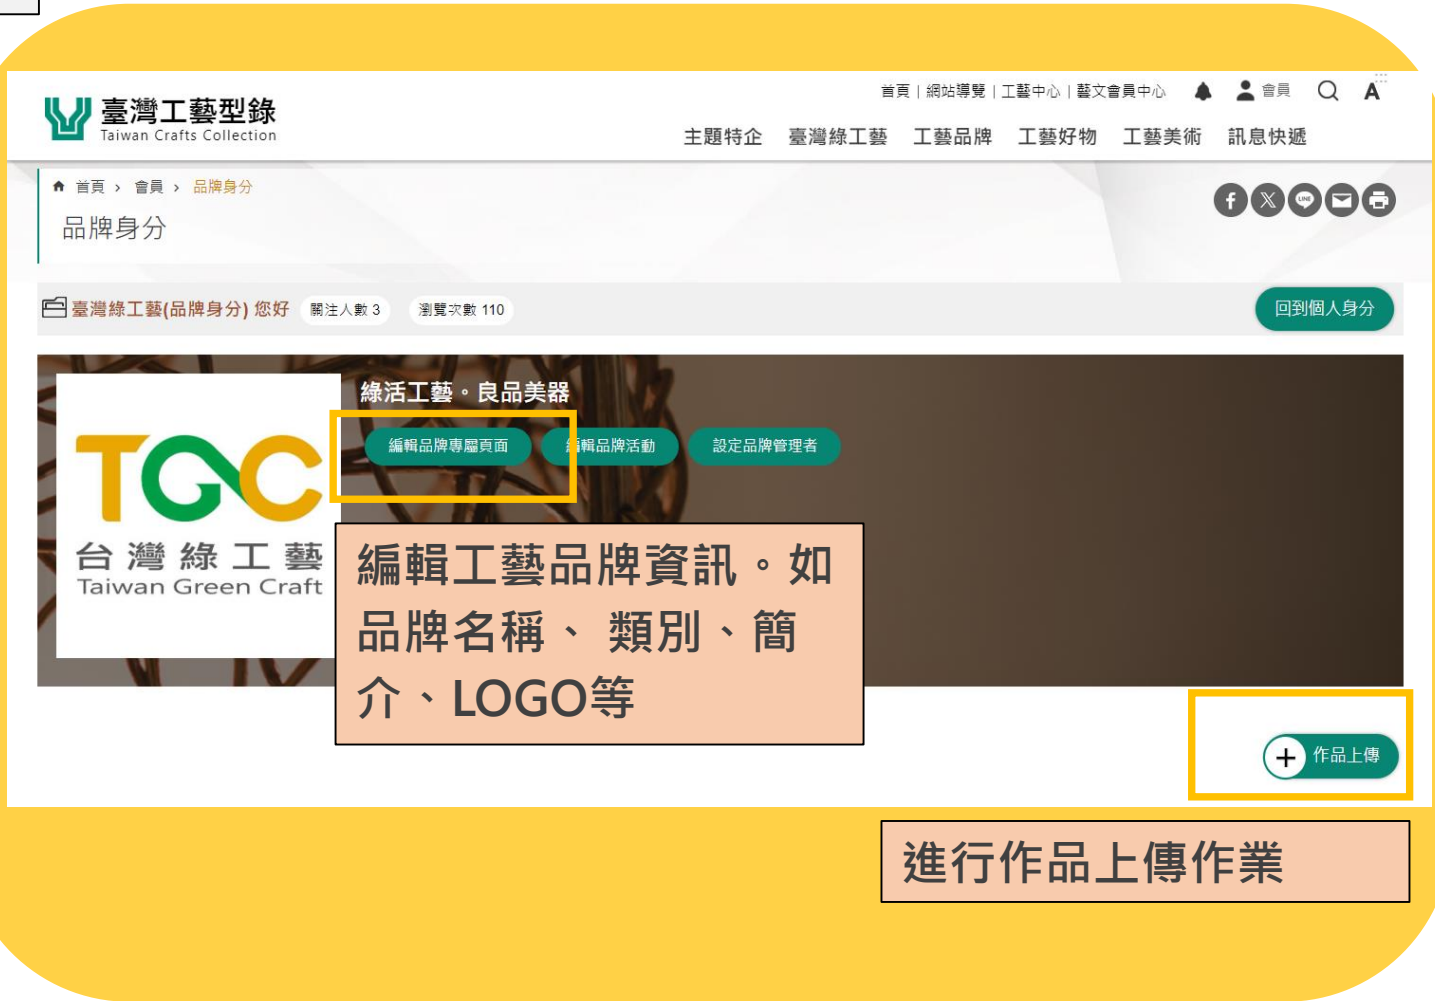 首頁 | 網站導覽 | 工藝中心 | 藝文會員中心 會員 A
臺灣工藝型錄
Taiwan Crafts Collection
主題特企 臺灣綠工藝 工藝品牌 工藝好物 工藝美術 訊息快遞
首頁 › 會員 › 品牌身分
品牌身分
f X LINE
臺灣綠工藝(品牌身分) 您好 關注人數 3 瀏覽次數 110 回到個人身分
綠活工藝。良品美器
編輯品牌專屬頁面 編輯品牌活動 設定品牌管理者
TGC
台灣綠工藝
Taiwan Green Craft
編輯工藝品牌資訊。如
品牌名稱、 類別、簡
介、LOGO等
+ 作品上傳
進行作品上傳作業